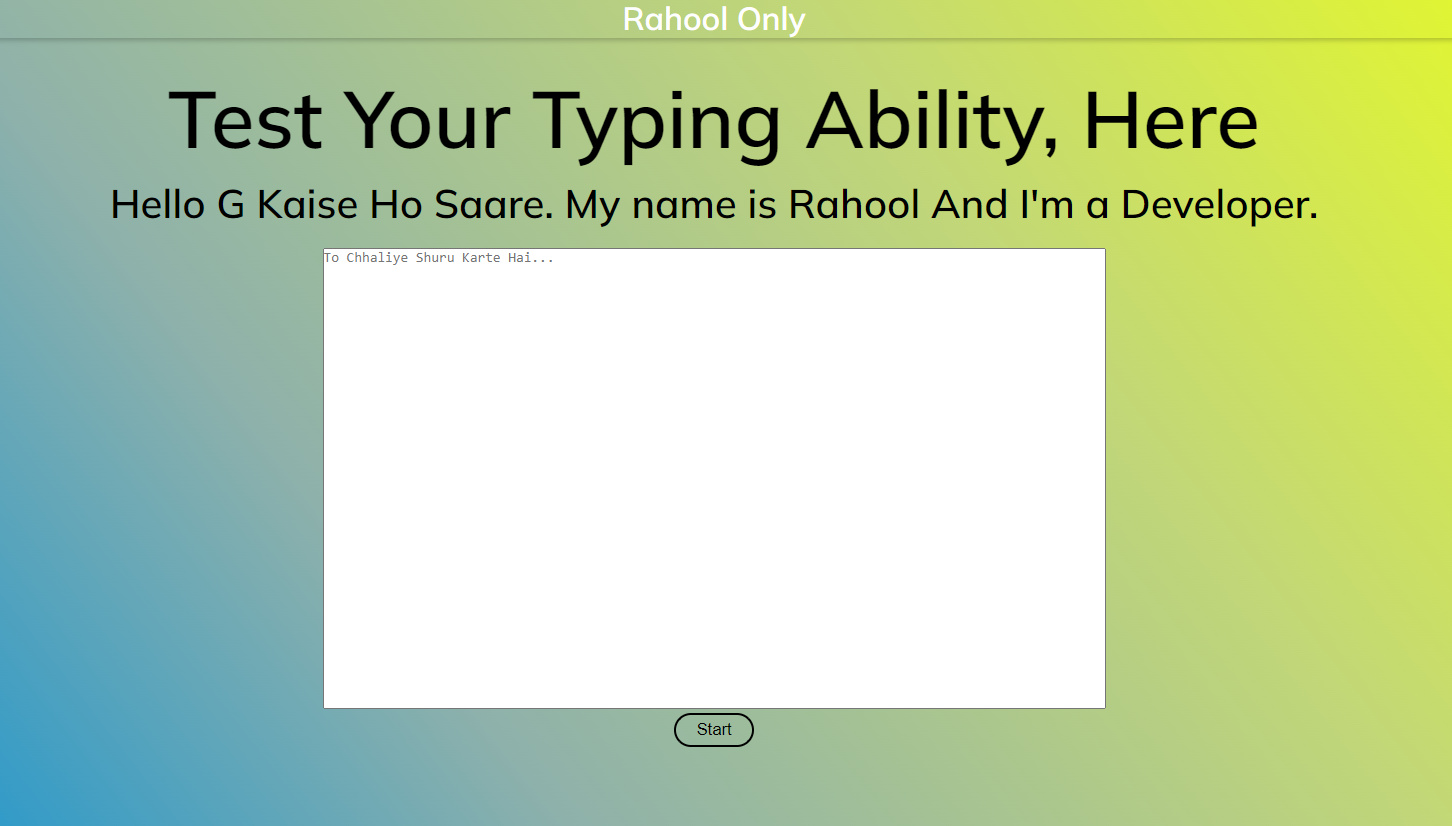 Rahool Only
Test Your Typing Ability, Here
Hello G Kaise Ho Saare. My name is Rahool And I'm a Developer.
To Chhaliye Shuru Karte Hai...
Start